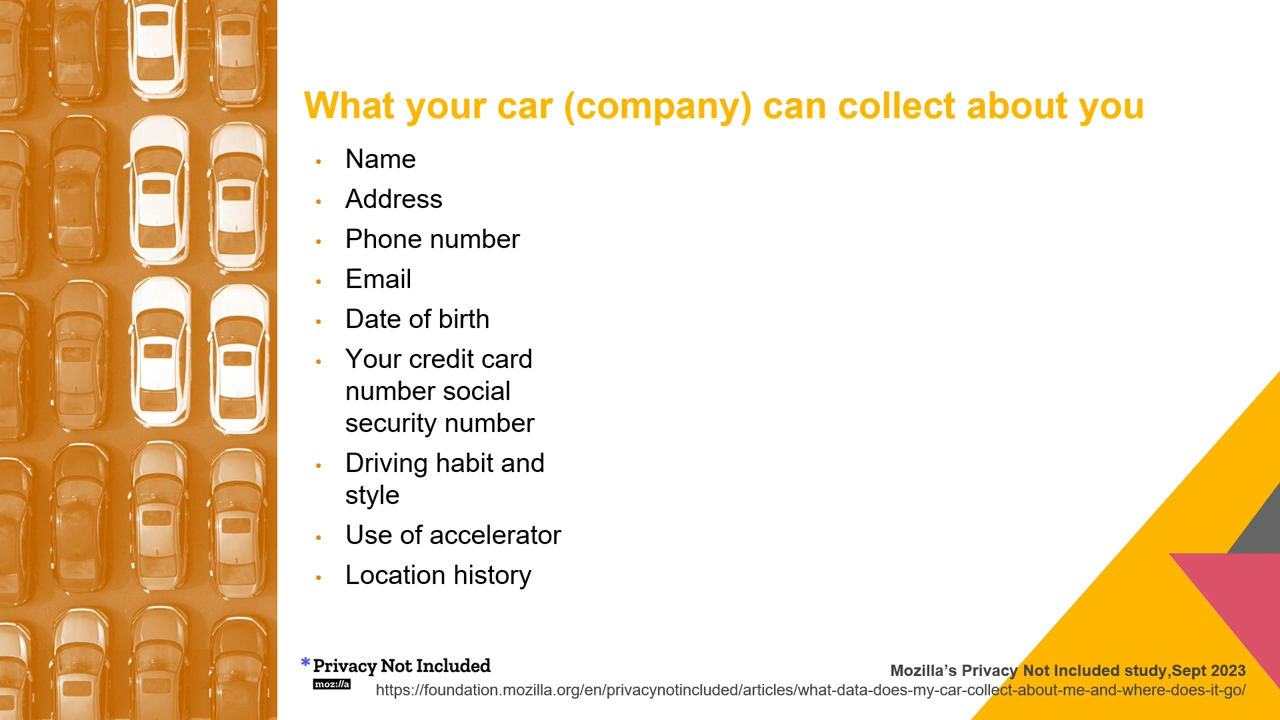 What your car (company) can collect about you
• Name
• Address
• Phone number
• Email
• Date of birth
• Your credit card
number social
security number
• Driving habit and
style
• Use of accelerator
• Location history
*Privacy Not Included
moz://a
Mozilla’s Privacy Not Included study,Sept 2023
https://foundation.mozilla.org/en/privacynotincluded/articles/what-data-does-my-car-collect-about-me-and-where-does-it-go/